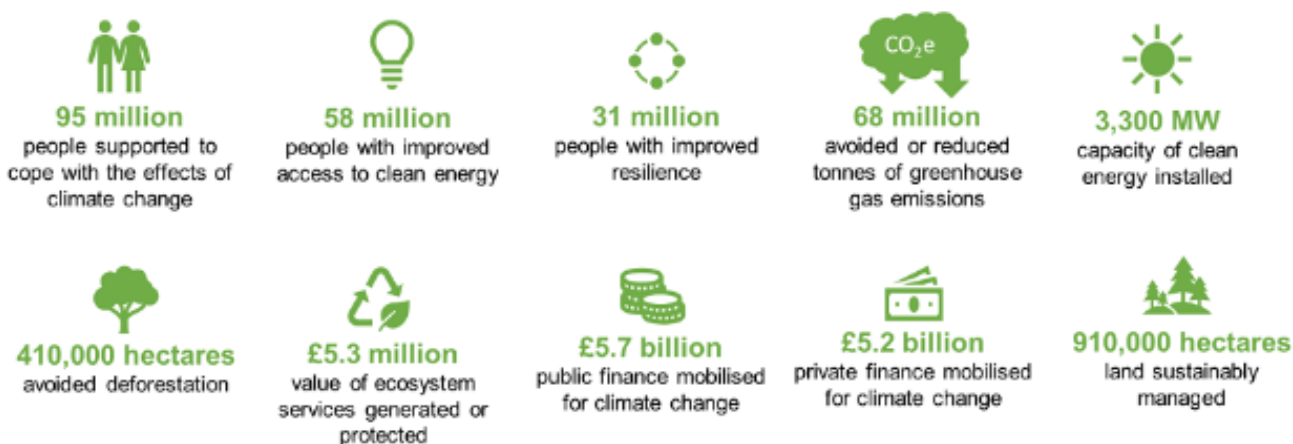 95 million
people supported to
cope with the effects of
climate change
58 million
people with improved
access to clean energy
31 million
people with improved
resilience
CO₂e
68 million
avoided or reduced
tonnes of greenhouse
gas emissions
3,300 MW
capacity of clean
energy installed
410,000 hectares
avoided deforestation
£5.3 million
value of ecosystem
services generated or
protected
£5.7 billion
public finance mobilised
for climate change
£5.2 billion
private finance mobilised
for climate change
910,000 hectares
land sustainably
managed